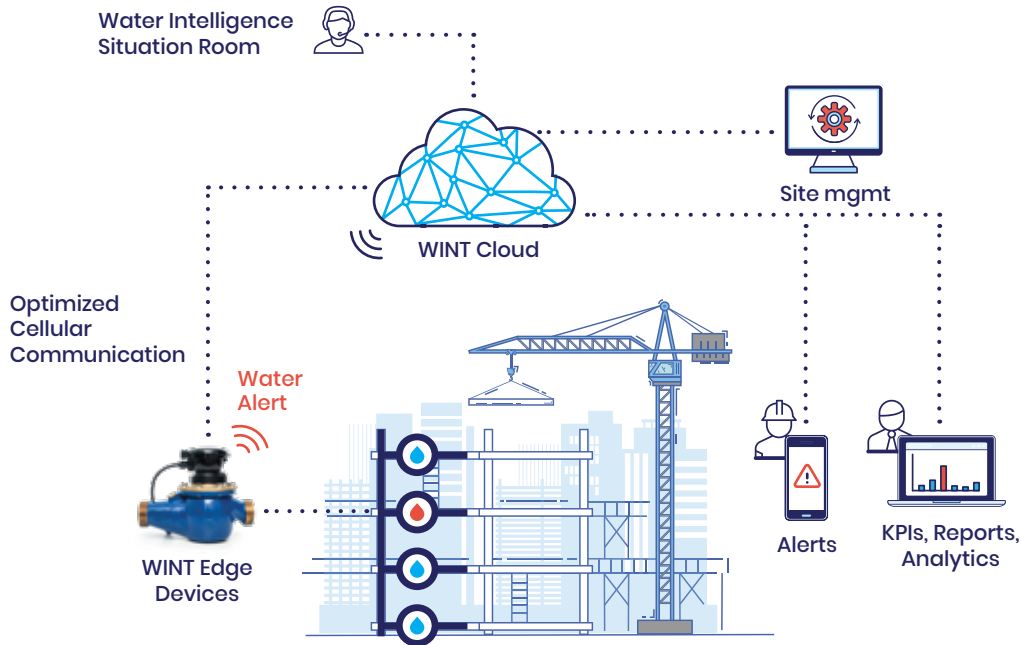 Water Intelligence
Situation Room
Site mgmt
WINT Cloud
Optimized
Cellular
Communication
Water
Alert
WINT Edge
Devices
Alerts
KPIs, Reports,
Analytics